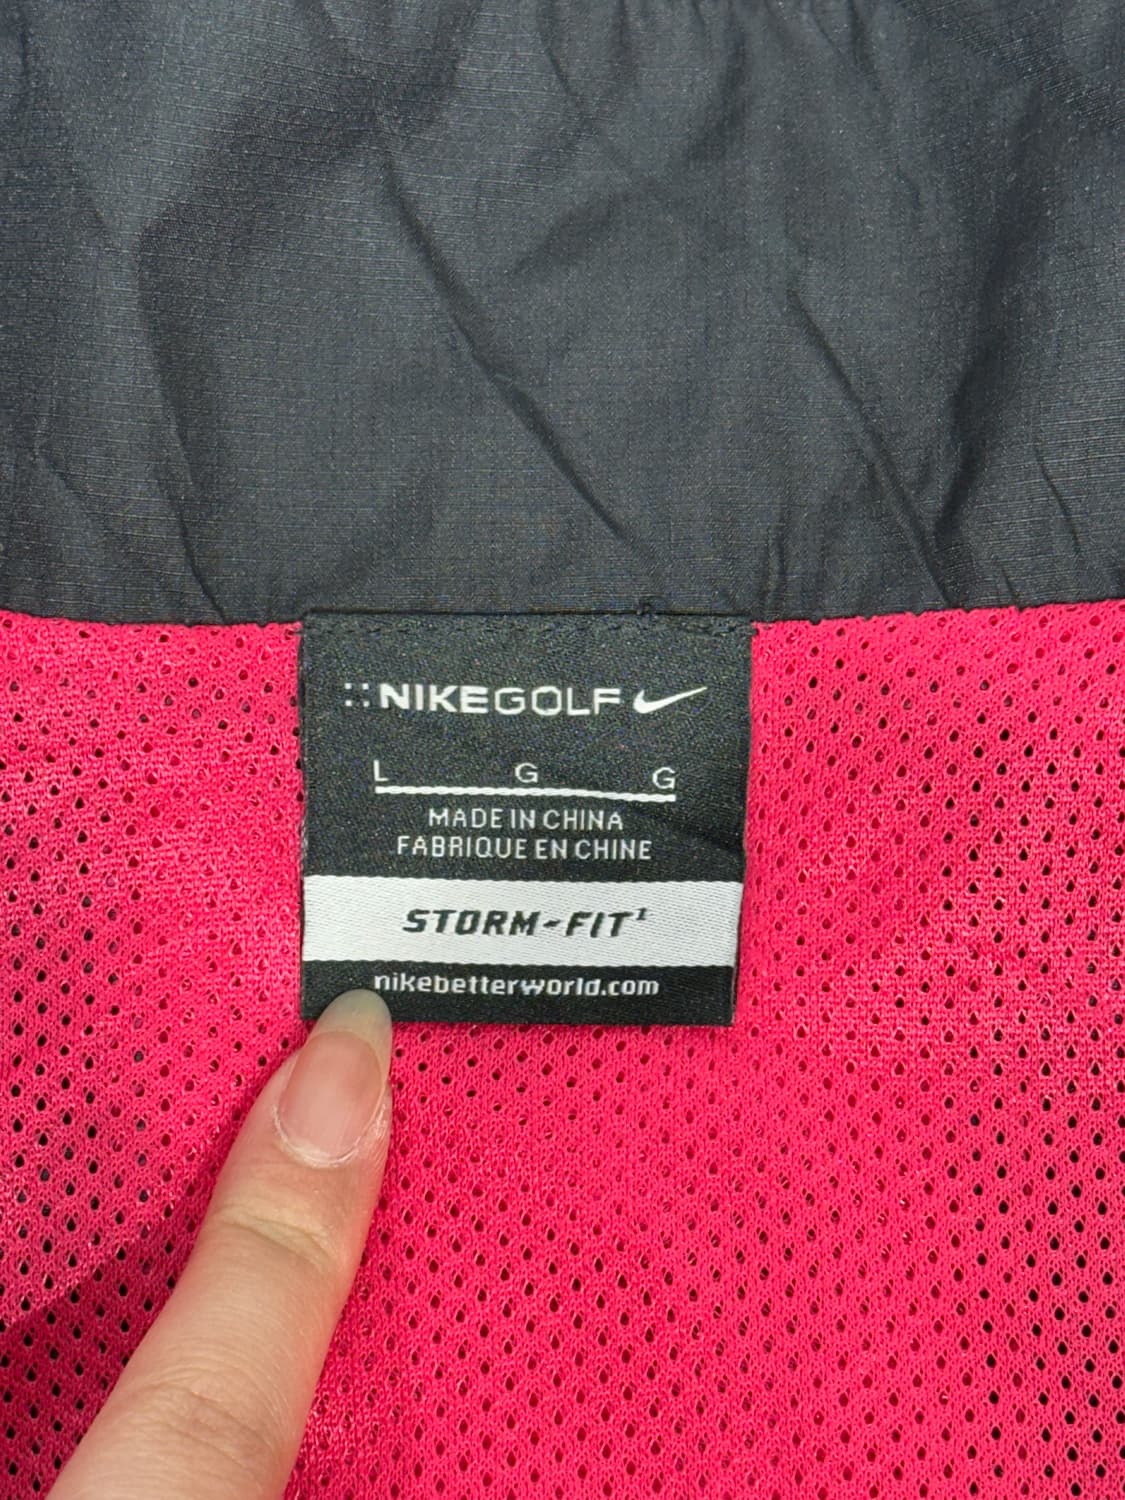 NIKEGOLF
L G G
MADE IN CHINA
FABRIQUE EN CHINE
STORM-FIT¹
nikebetterworld.com